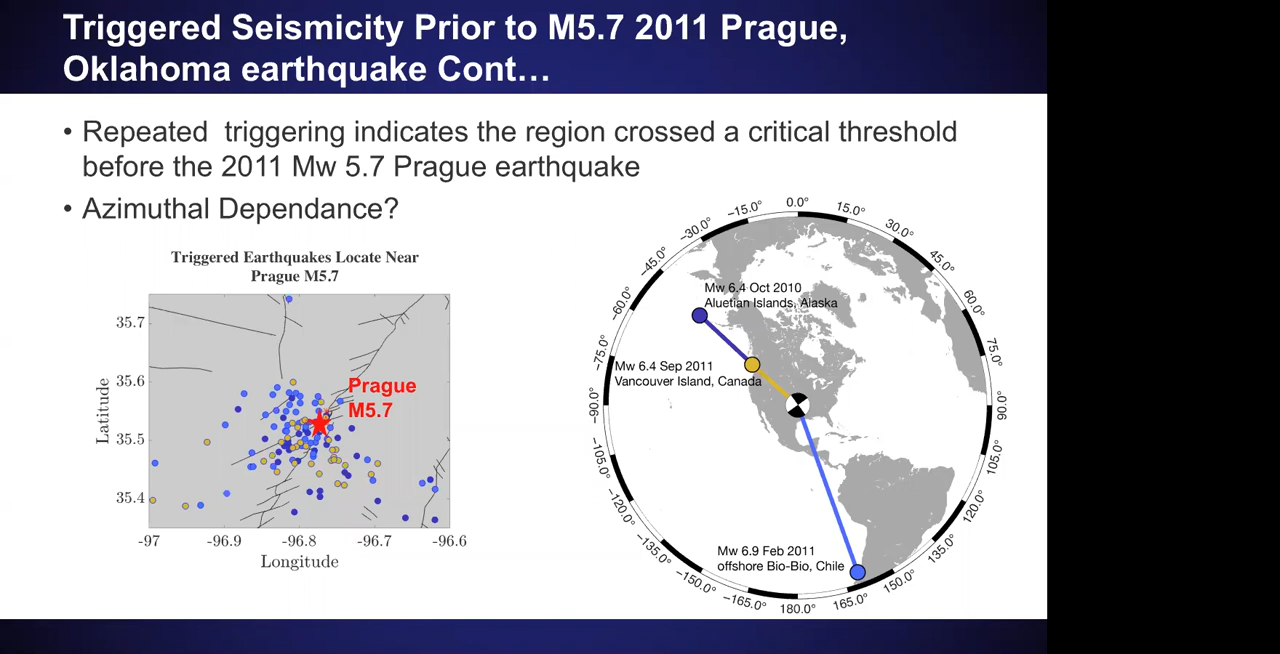 Triggered Seismicity Prior to M5.7 2011 Prague,
Oklahoma earthquake Cont…
• Repeated  triggering indicates the region crossed a critical threshold
before the 2011 Mw 5.7 Prague earthquake
• Azimuthal Dependance?
Triggered Earthquakes Locate Near
Prague M5.7
35.7
35.6
35.5
35.4
Latitude
Prague
M5.7
-97
-96.9
-96.8
-96.7
-96.6
Longitude
0.0°
15.0°
30.0°
45.0°
60.0°
75.0°
90.0°
105.0°
120.0°
135.0°
150.0°
165.0°
180.0°
−165.0°
−150.0°
−135.0°
−120.0°
−105.0°
−90.0°
−75.0°
−60.0°
−45.0°
−30.0°
−15.0°
Mw 6.4 Oct 2010
Aluetian Islands, Alaska
Mw 6.4 Sep 2011
Vancouver Island, Canada
Mw 6.9 Feb 2011
offshore Bio-Bio, Chile